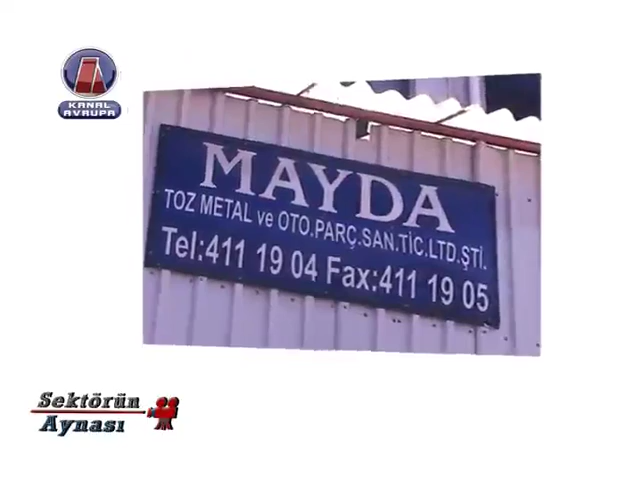 KANAL
AVRUPA
MAYDA
TOZ METAL ve OTO.PARÇ.SAN.TİC.LTD.ŞTİ.
Tel:411 19 04 Fax:411 19 05
Sektörün
Aynası